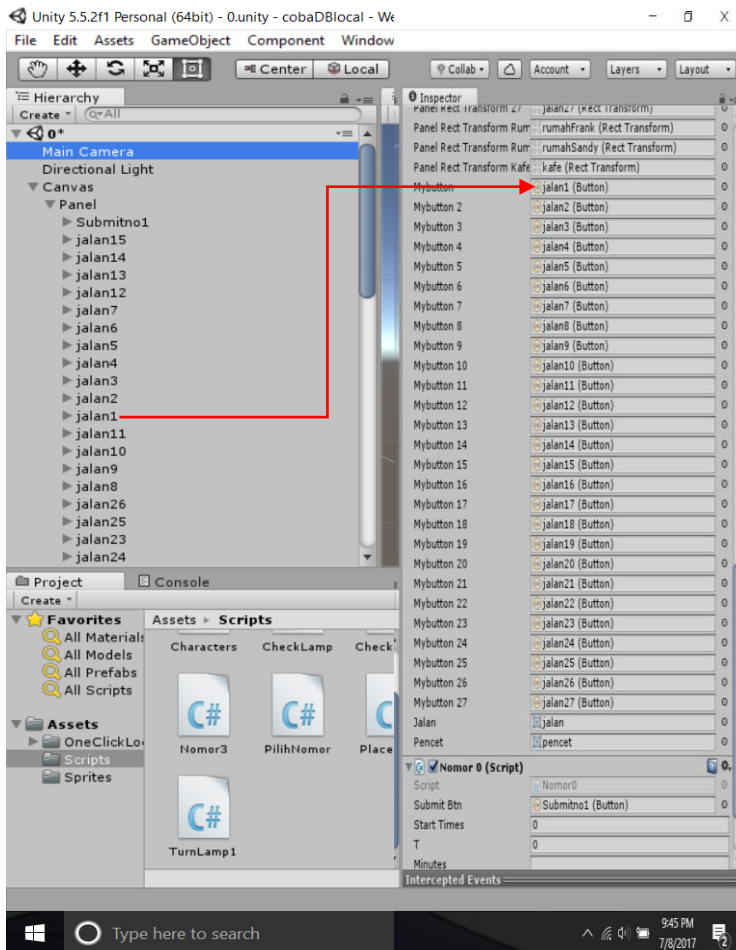 Unity 5.5.2f1 Personal (64bit) - 0.unity - cobaDBlocal - We
File Edit Assets GameObject Component Window
Center Local Collab Account Layers Layout
Hierarchy
Create All
0*
Main Camera
Directional Light
Canvas
Panel
Submitno1
jalan15
jalan14
jalan13
jalan12
jalan7
jalan6
jalan5
jalan4
jalan3
jalan2
jalan1
jalan11
jalan10
jalan9
jalan8
jalan26
jalan25
jalan23
jalan24
Inspector
Panel Rect Transform 27 jalan27 (Rect Transform)
Panel Rect Transform Rum rumahFrank (Rect Transform)
Panel Rect Transform Rum rumahSandy (Rect Transform)
Panel Rect Transform Kafe kafe (Rect Transform)
Mybutton jalan1 (Button)
Mybutton 2 jalan2 (Button)
Mybutton 3 jalan3 (Button)
Mybutton 4 jalan4 (Button)
Mybutton 5 jalan5 (Button)
Mybutton 6 jalan6 (Button)
Mybutton 7 jalan7 (Button)
Mybutton 8 jalan8 (Button)
Mybutton 9 jalan9 (Button)
Mybutton 10 jalan10 (Button)
Mybutton 11 jalan11 (Button)
Mybutton 12 jalan12 (Button)
Mybutton 13 jalan13 (Button)
Mybutton 14 jalan14 (Button)
Mybutton 15 jalan15 (Button)
Mybutton 16 jalan16 (Button)
Mybutton 17 jalan17 (Button)
Mybutton 18 jalan18 (Button)
Mybutton 19 jalan19 (Button)
Mybutton 20 jalan20 (Button)
Mybutton 21 jalan21 (Button)
Mybutton 22 jalan22 (Button)
Mybutton 23 jalan23 (Button)
Mybutton 24 jalan24 (Button)
Mybutton 25 jalan25 (Button)
Mybutton 26 jalan26 (Button)
Mybutton 27 jalan27 (Button)
Jalan jalan
Pencet pencet
Nomor 0 (Script)
Script Nomor0
Submit Btn Submitno1 (Button)
Start Times 0
T 0
Minutes
Intercepted Events
Project Console
Create
Favorites
All Materials
All Models
All Prefabs
All Scripts
Assets
OneClickLo
Scripts
Sprites
Assets Scripts
Characters CheckLamp Check
C# C# C
Nomor3 PilihNomor Place
C#
TurnLamp1
Type here to search
9:45 PM
7/8/2017
2